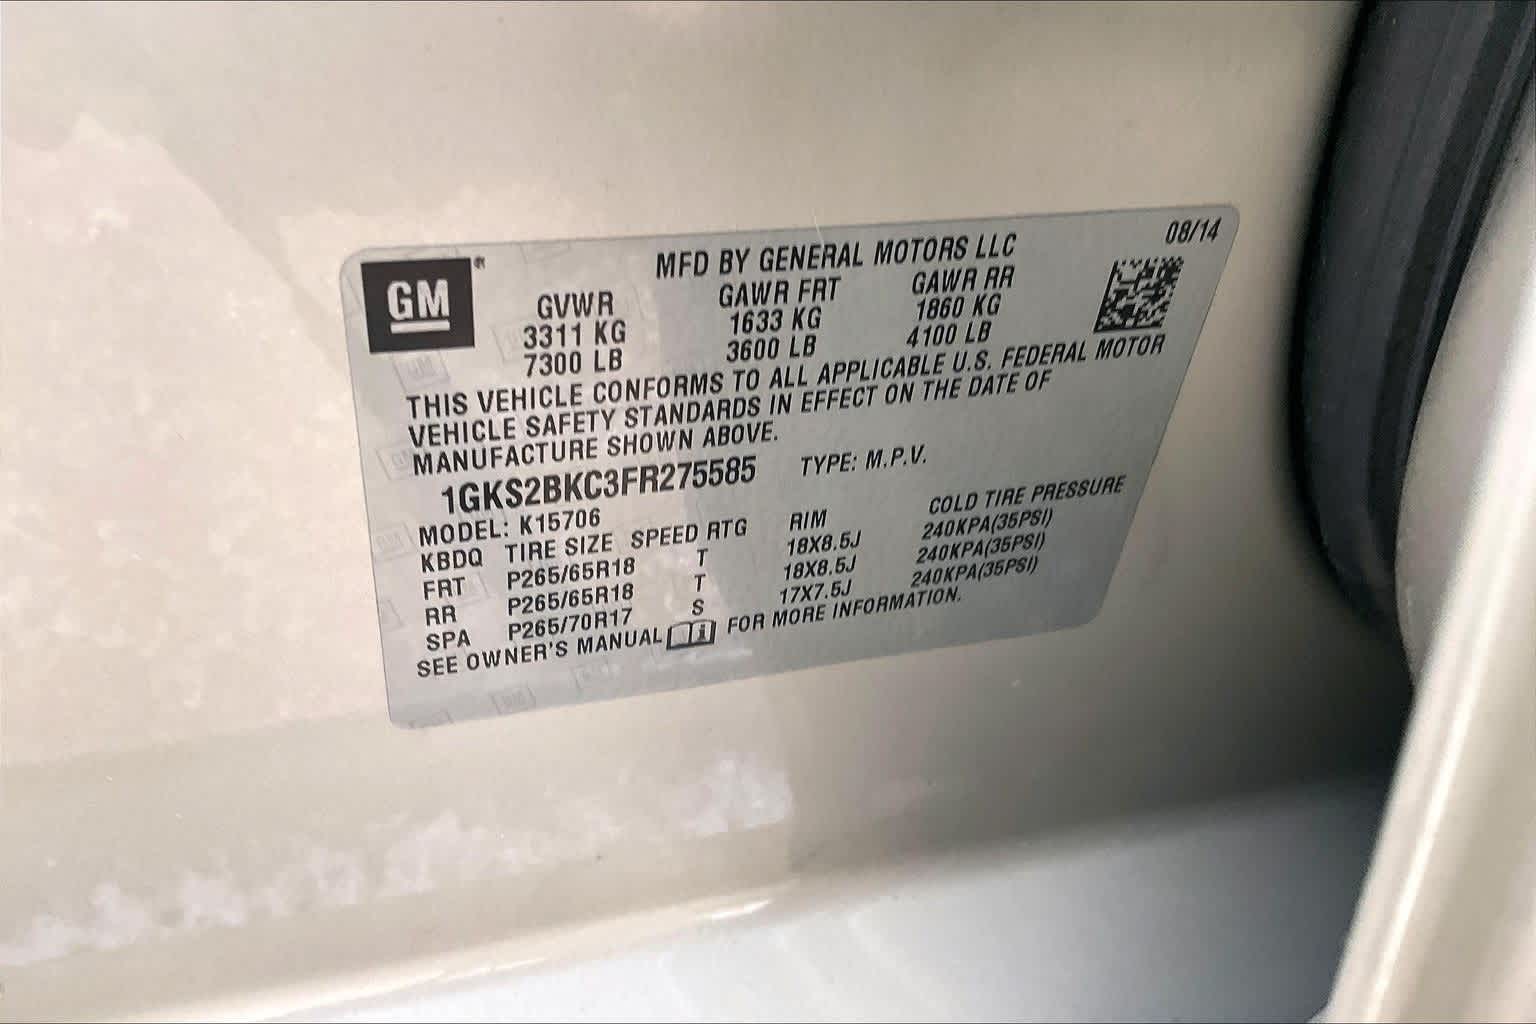 08/14
GM
MFD BY GENERAL MOTORS LLC
GVWR GAWR FRT GAWR RR
3311 KG 1633 KG 1860 KG
7300 LB 3600 LB 4100 LB
THIS VEHICLE CONFORMS TO ALL APPLICABLE U.S. FEDERAL MOTOR
VEHICLE SAFETY STANDARDS IN EFFECT ON THE DATE OF
MANUFACTURE SHOWN ABOVE.
1GKS2BKC3FR275585 TYPE: M.P.V.
MODEL: K15706
KBDQ TIRE SIZE SPEED RTG RIM COLD TIRE PRESSURE
FRT P265/65R18 T 18X8.5J 240KPA(35PSI)
RR P265/65R18 T 18X8.5J 240KPA(35PSI)
SPA P265/70R17 S 17X7.5J 240KPA(35PSI)
SEE OWNER'S MANUAL i FOR MORE INFORMATION.